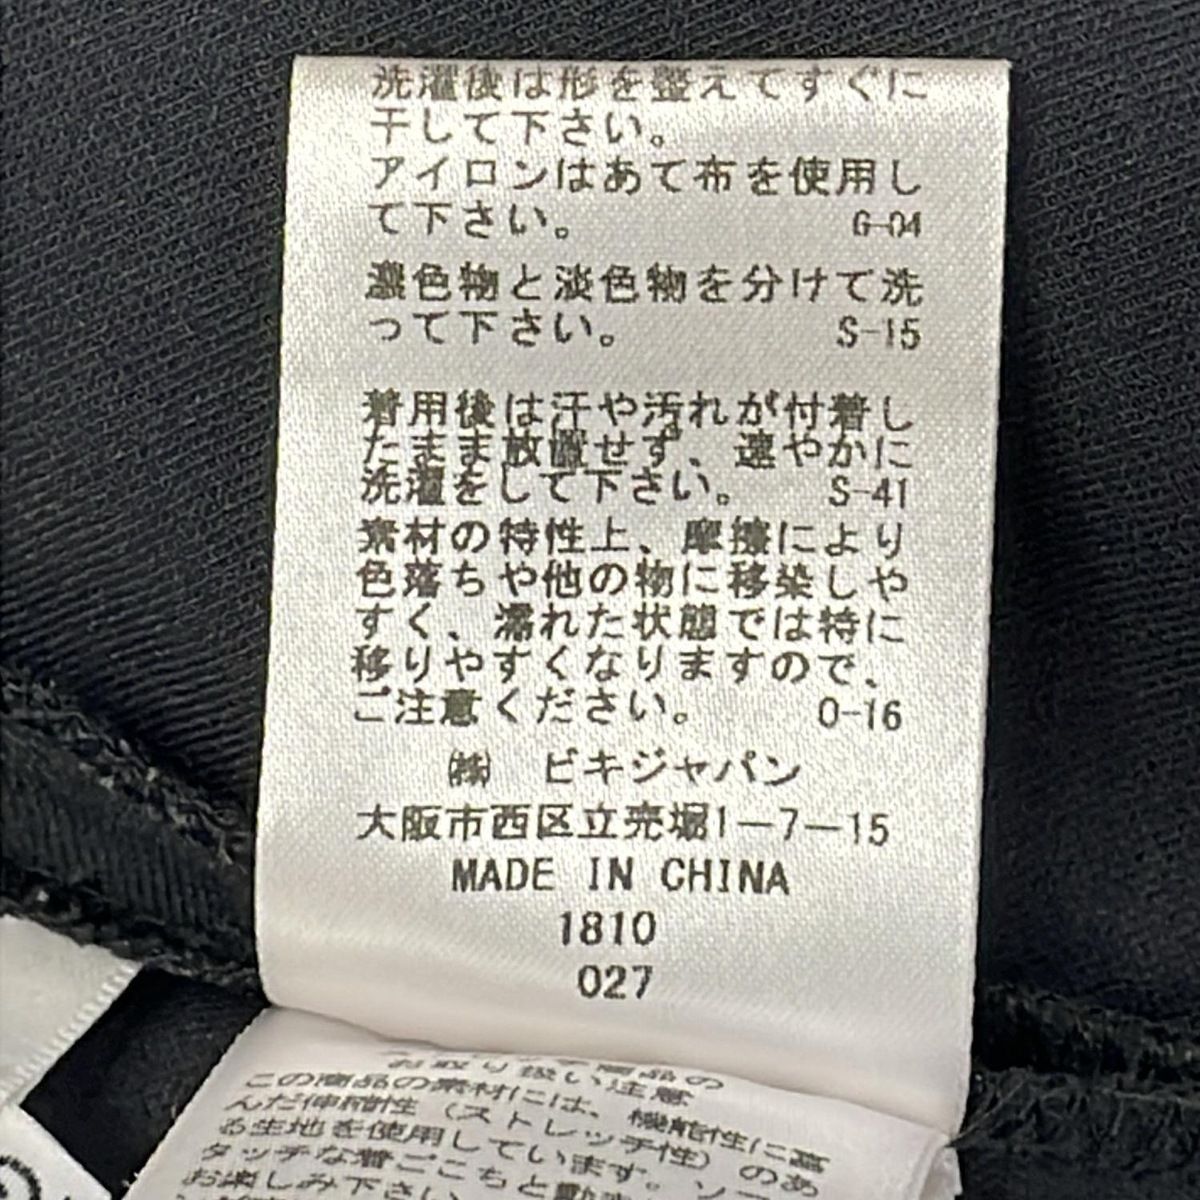 洗濯後は形を整えてすぐに
干して下さい。
アイロンはあて布を使用し
て下さい。 G-04
濃色物と淡色物を分けて洗
って下さい。 S-15
着用後は汗や汚れが付着し
たまま放置せず、速やかに
洗濯をして下さい。 S-41
素材の特性上、摩擦により
色落ちや他の物に移染しや
すく、濡れた状態では特に
移りやすくなりますので、
ご注意ください。 O-16
㈱ ビキジャパン
大阪市西区立売堀1-7-15
MADE IN CHINA
1810
027
商品の
お取り扱い注意
この商品の素材には、機能性に富
んだ伸縮性(ストレッチ性)のあ
る生地を使用しています。ソ
タッチな着ごこちと
お楽しみ下さい。